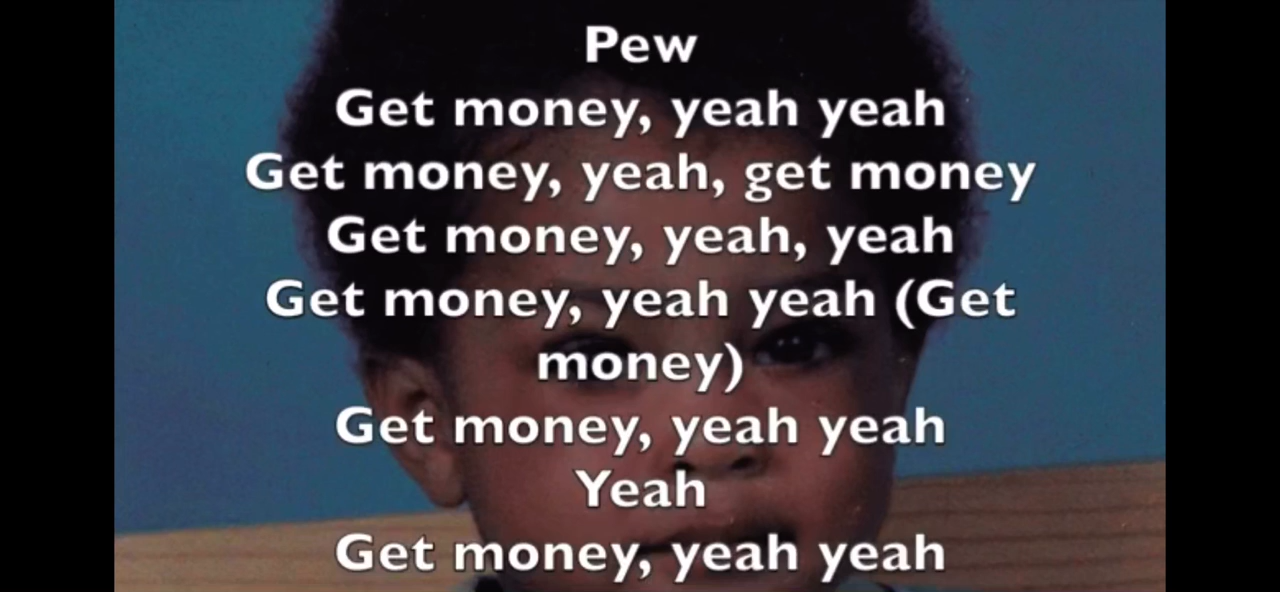 Pew
Get money, yeah yeah
Get money, yeah, get money
Get money, yeah, yeah
Get money, yeah yeah (Get
money)
Get money, yeah yeah
Yeah
Get money, yeah yeah